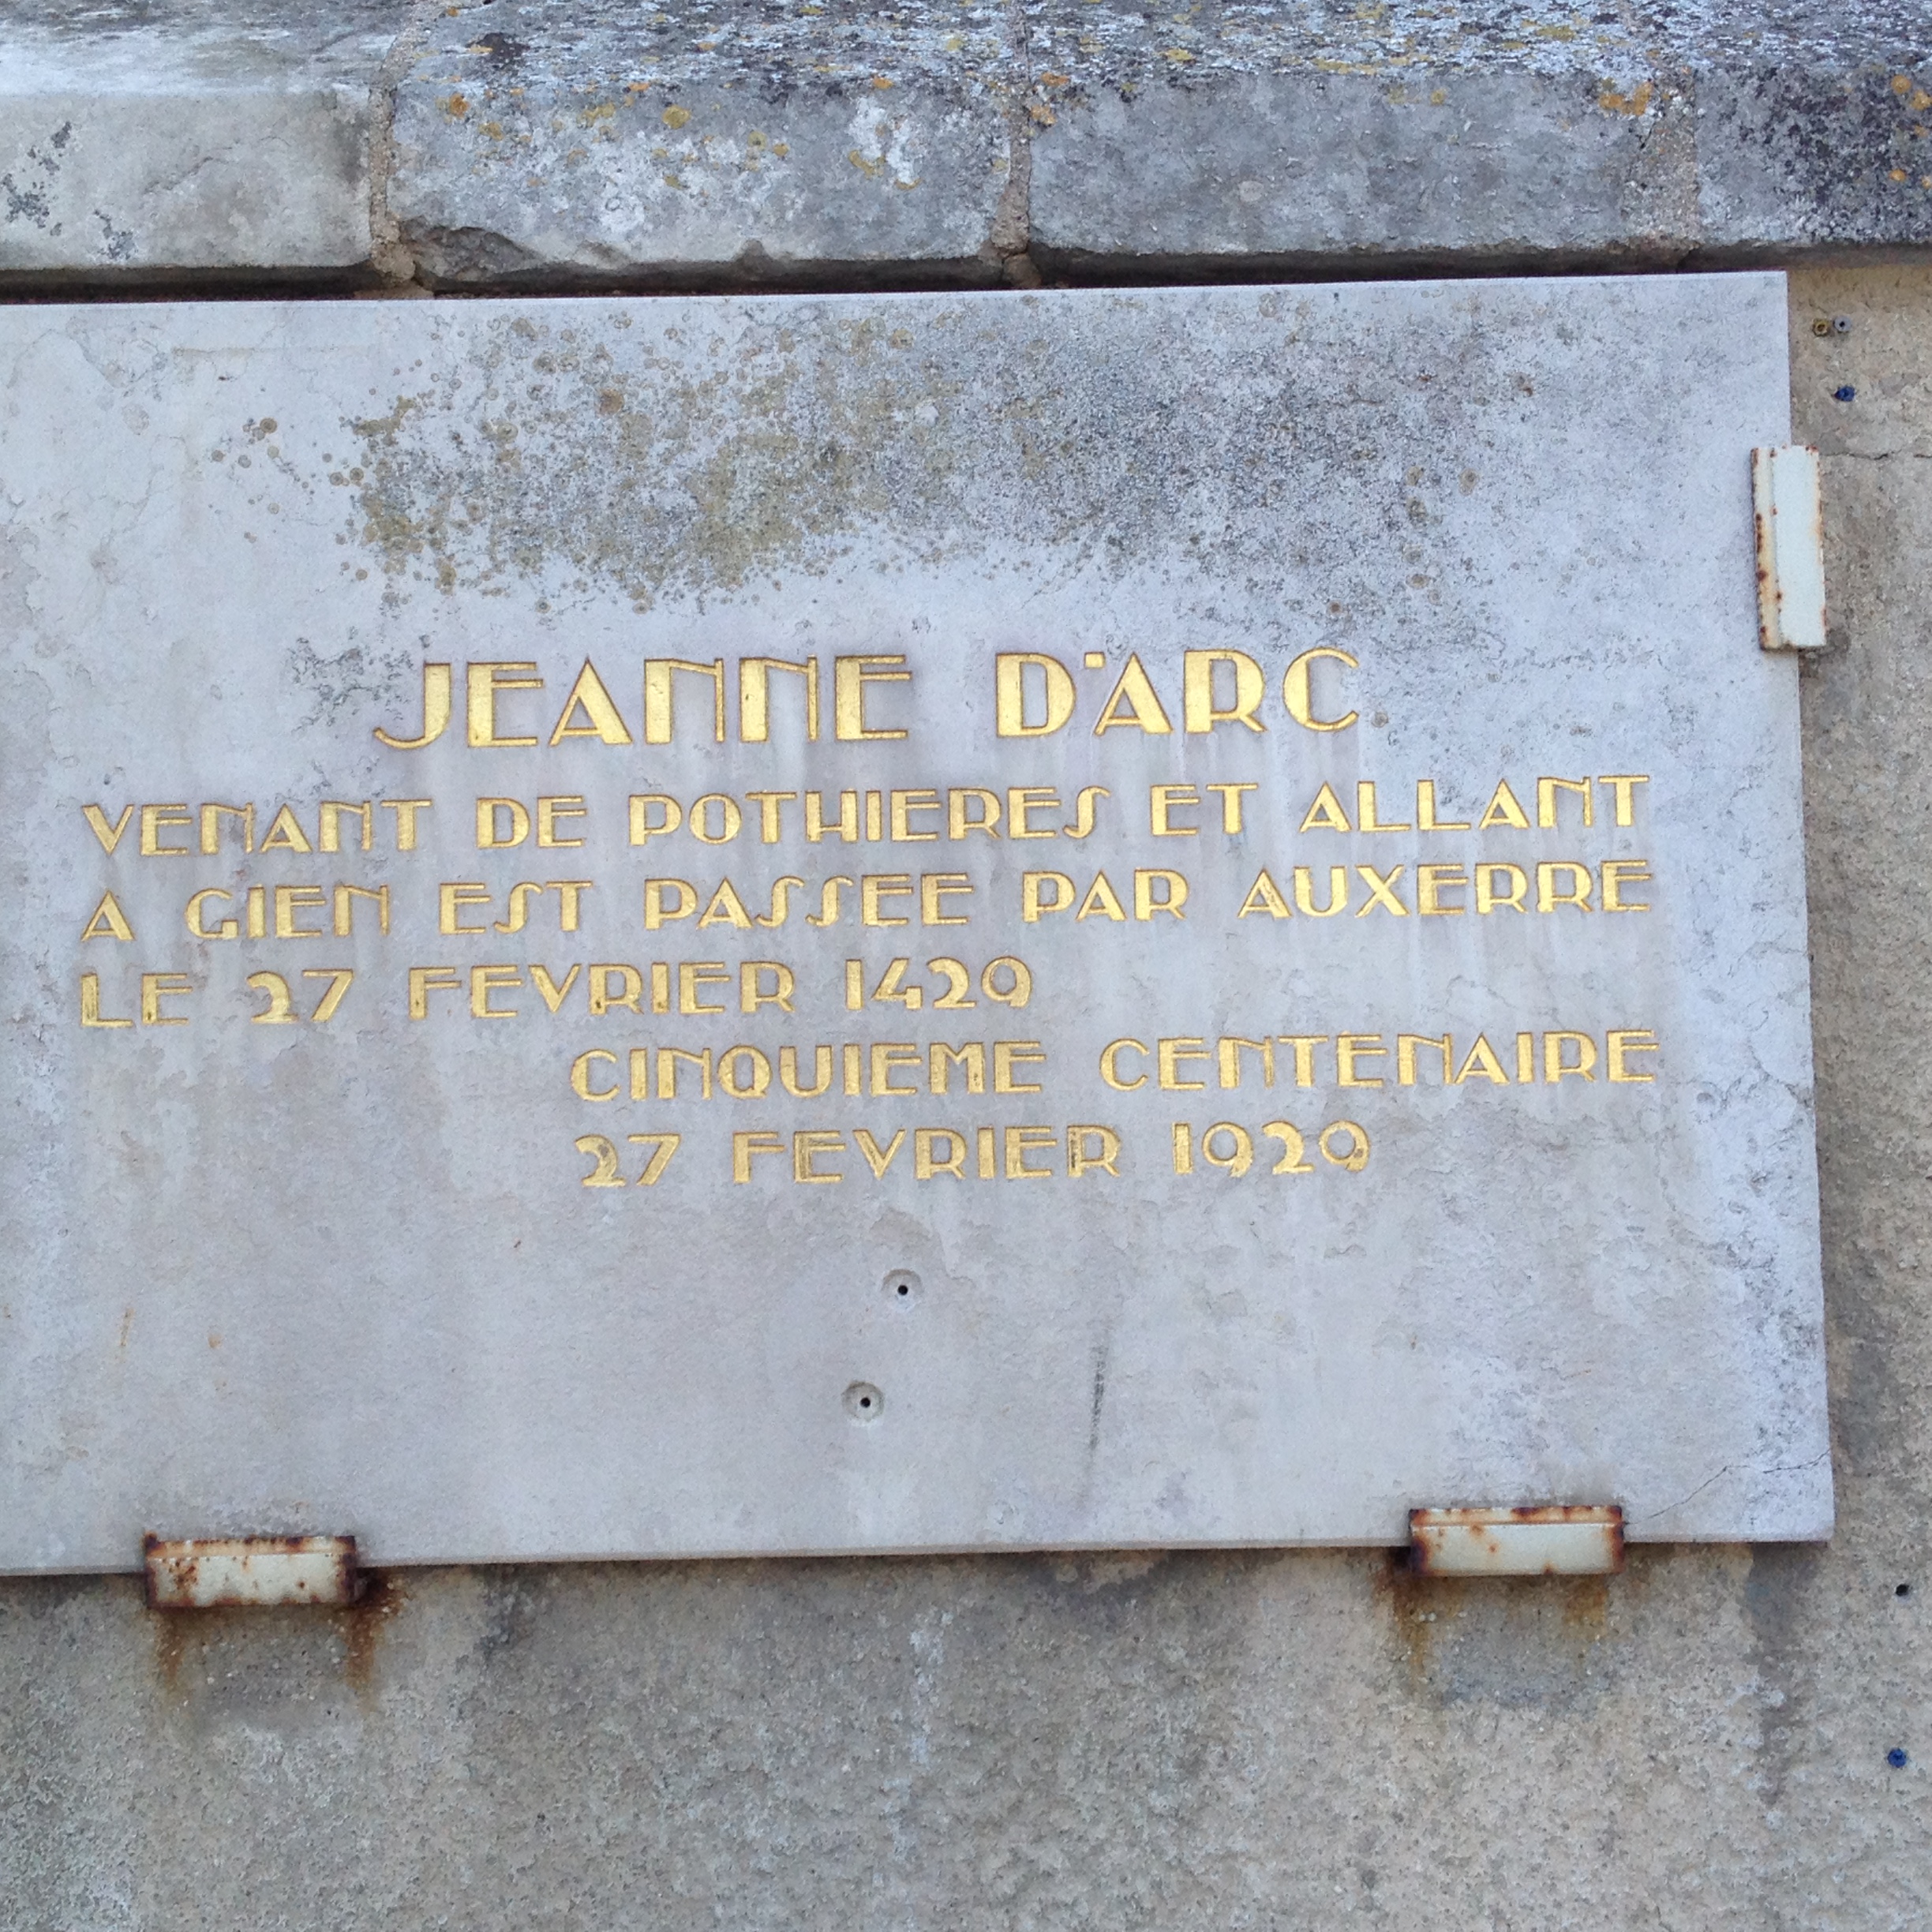 JEANNE D'ARC
VENANT DE POTHIERES ET ALLANT
A GIEN EST PASSEE PAR AUXERRE
LE 27 FEVRIER 1429
CINQUIEME CENTENAIRE
27 FEVRIER 1929